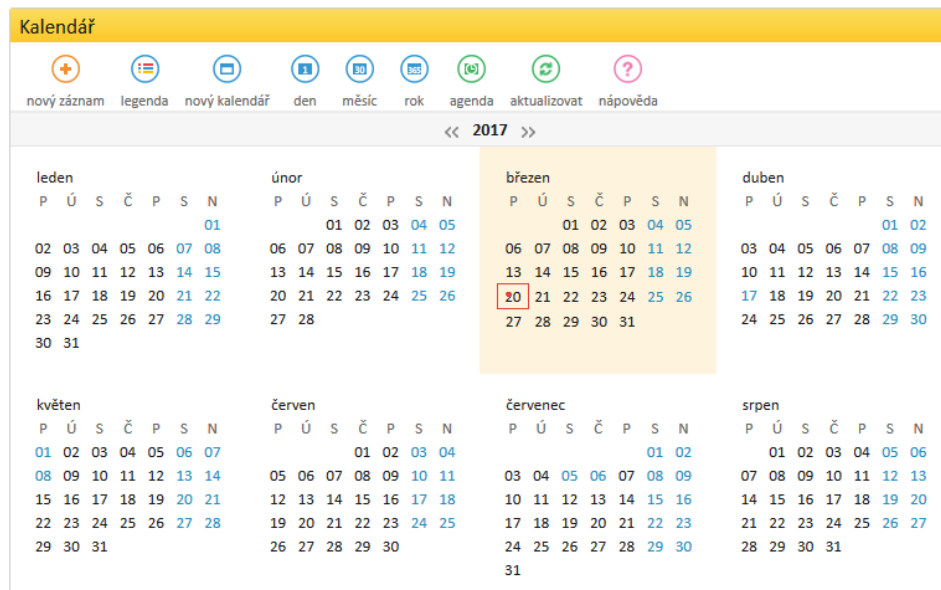 Kalendář
1 30 365
nový záznam legenda nový kalendář den měsíc rok agenda aktualizovat nápověda
2017
leden únor březen duben
P Ú S Č P S N P Ú S Č P S N P Ú S Č P S N P Ú S Č P S N
01 01 02 03 04 05 01 02 03 04 05 01 02
02 03 04 05 06 07 08 06 07 08 09 10 11 12 06 07 08 09 10 11 12 03 04 05 06 07 08 09
09 10 11 12 13 14 15 13 14 15 16 17 18 19 13 14 15 16 17 18 19 10 11 12 13 14 15 16
16 17 18 19 20 21 22 20 21 22 23 24 25 26 20 21 22 23 24 25 26 17 18 19 20 21 22 23
23 24 25 26 27 28 29 27 28 27 28 29 30 31 24 25 26 27 28 29 30
30 31
květen červen červenec srpen
P Ú S Č P S N P Ú S Č P S N P Ú S Č P S N P Ú S Č P S N
01 02 03 04 05 06 07 01 02 03 04 01 02 01 02 03 04 05 06
08 09 10 11 12 13 14 05 06 07 08 09 10 11 03 04 05 06 07 08 09 07 08 09 10 11 12 13
15 16 17 18 19 20 21 12 13 14 15 16 17 18 10 11 12 13 14 15 16 14 15 16 17 18 19 20
22 23 24 25 26 27 28 19 20 21 22 23 24 25 17 18 19 20 21 22 23 21 22 23 24 25 26 27
29 30 31 26 27 28 29 30 24 25 26 27 28 29 30 28 29 30 31
31